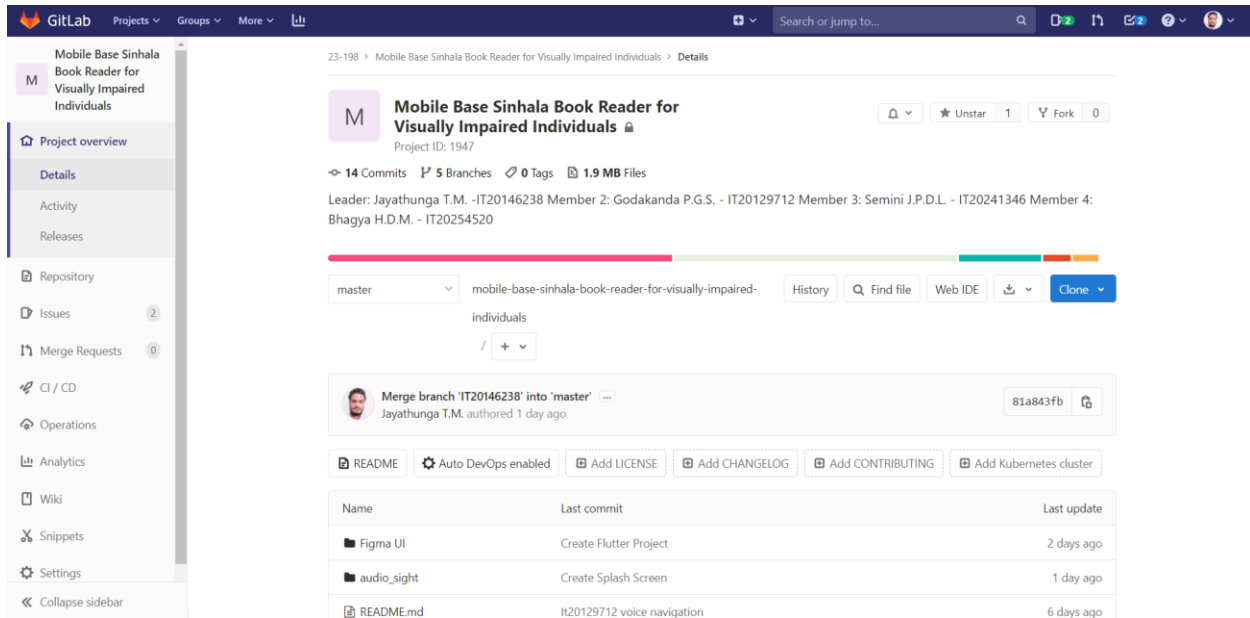 GitLab Projects Groups More Search or jump to... 2 2
M Mobile Base Sinhala
Book Reader for
Visually Impaired
Individuals
Project overview
Details
Activity
Releases
Repository
Issues 2
Merge Requests 0
CI / CD
Operations
Analytics
Wiki
Snippets
Settings
Collapse sidebar
23-198 > Mobile Base Sinhala Book Reader for Visually Impaired Individuals > Details
M
Mobile Base Sinhala Book Reader for
Visually Impaired Individuals
Project ID: 1947
Unstar 1 Fork 0
14 Commits 5 Branches 0 Tags 1.9 MB Files
Leader: Jayathunga T.M. -IT20146238 Member 2: Godakanda P.G.S. - IT20129712 Member 3: Semini J.P.D.L. - IT20241346 Member 4:
Bhagya H.D.M. - IT20254520
master mobile-base-sinhala-book-reader-for-visually-impaired- History Find file Web IDE Clone
individuals
/ +
Merge branch 'IT20146238' into 'master' ...
Jayathunga T.M. authored 1 day ago
81a843fb
README Auto DevOps enabled Add LICENSE Add CHANGELOG Add CONTRIBUTING Add Kubernetes cluster
Name Last commit Last update
Figma UI Create Flutter Project 2 days ago
audio_sight Create Splash Screen 1 day ago
README.md It20129712 voice navigation 6 days ago